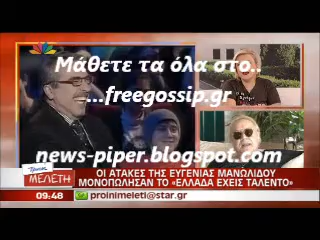 Μάθετε τα όλα στο..
...freegossip.gr
news-piper.blogspot.com
Πρωινή
ΜΕΛΕΤΗ
ΟΙ ΑΤΑΚΕΣ ΤΗΣ ΕΥΓΕΝΙΑΣ ΜΑΝΩΛΙΔΟΥ
ΜΟΝΟΠΩΛΗΣΑΝ ΤΟ «ΕΛΛΑΔΑ ΕΧΕΙΣ ΤΑΛΕΝΤΟ»
09:48
proinimeleti@star.gr